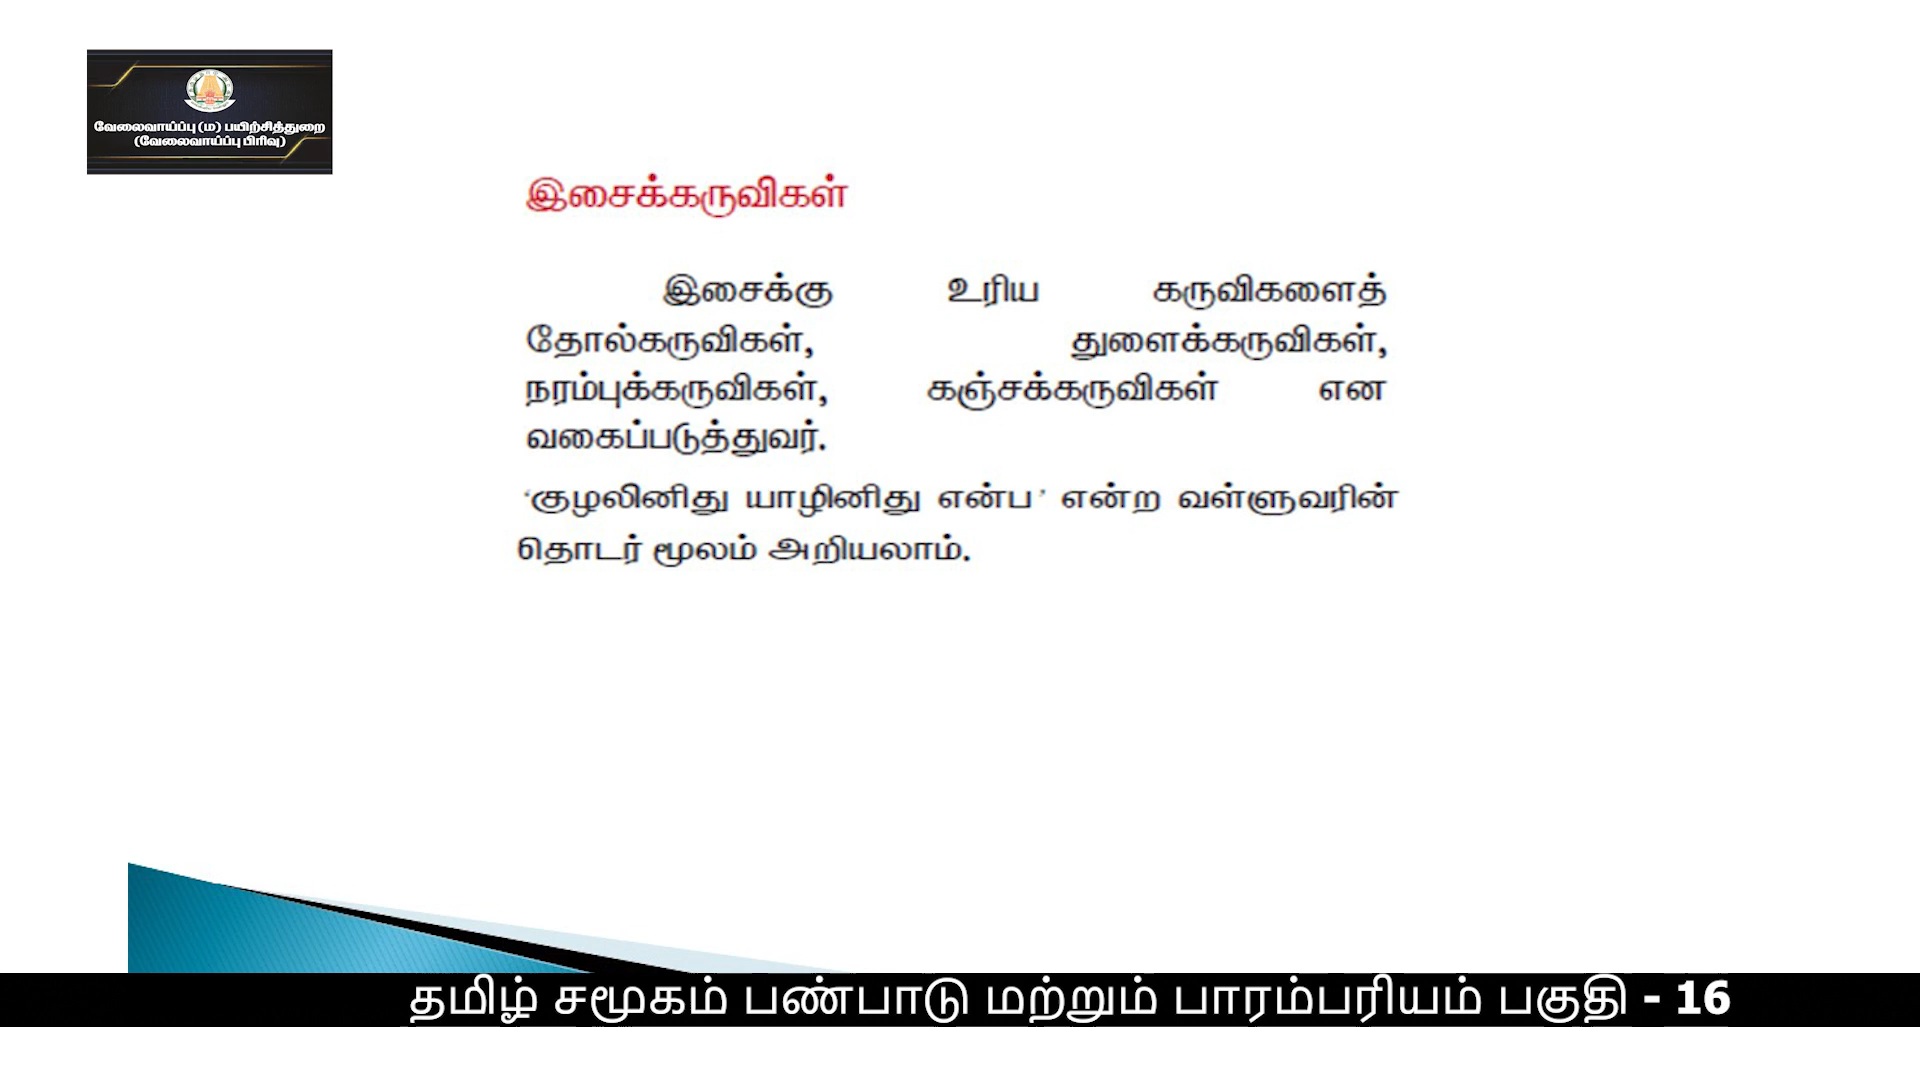 வேலைவாய்ப்பு (ம) பயிற்சித்துறை
(வேலைவாய்ப்பு பிரிவு)
இசைக்கருவிகள்
இசைக்கு உரிய கருவிகளைத்
தோல்கருவிகள், துளைக்கருவிகள்,
நரம்புக்கருவிகள், கஞ்சக்கருவிகள் என
வகைப்படுத்துவர்.
‘குழலினிது யாழினிது என்ப’ என்ற வள்ளுவரின்
தொடர் மூலம் அறியலாம்.
தமிழ் சமூகம் பண்பாடு மற்றும் பாரம்பரியம் பகுதி - 16